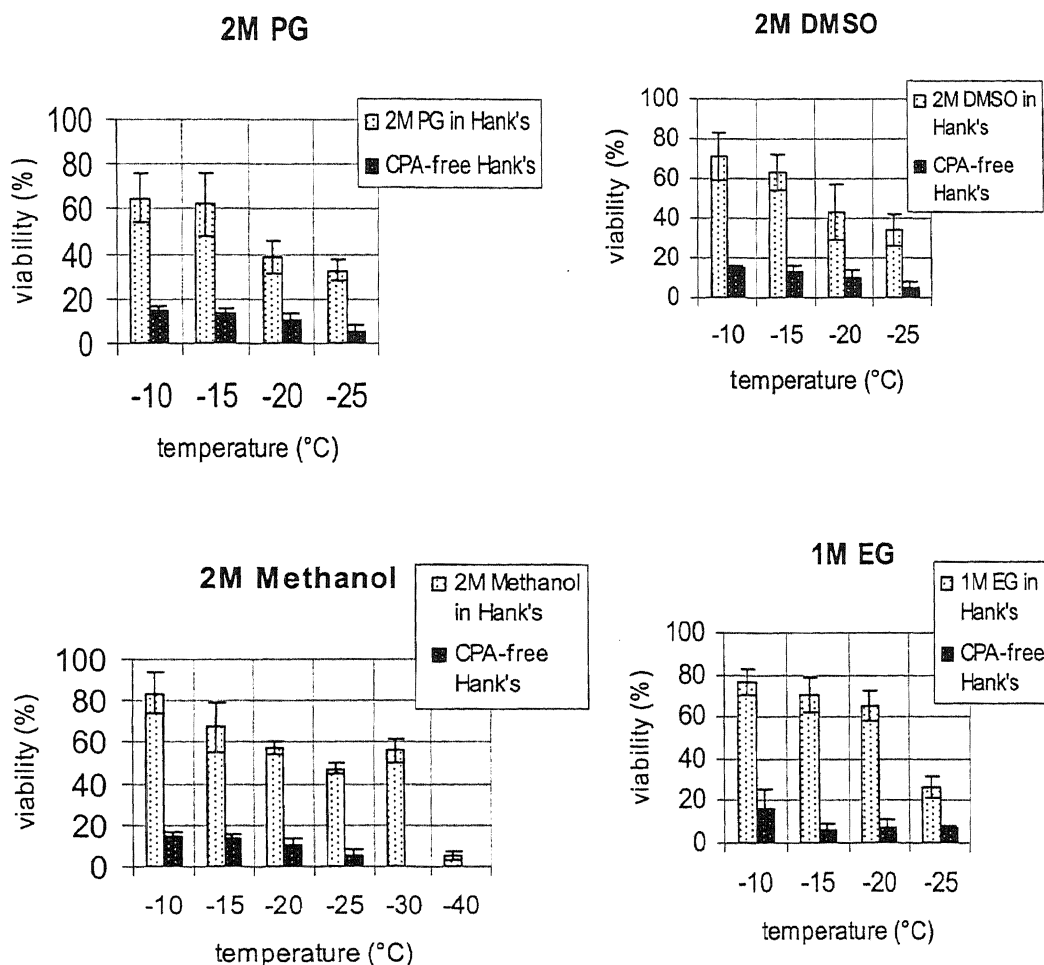 2M PG
2M PG in Hank's
CPA-free Hank's
viability (%)
100
80
60
40
20
0
-10 -15 -20 -25
temperature (°C)
2M DMSO
2M DMSO in
Hank's
CPA-free
Hank's
viability (%)
100
80
60
40
20
0
-10 -15 -20 -25
temperature (°C)
2M Methanol
2M Methanol
in Hank's
CPA-free
Hank's
viability (%)
100
80
60
40
20
0
-10 -15 -20 -25 -30 -40
temperature (°C)
1M EG
1M EG in
Hank's
CPA-free
Hank's
viability (%)
100
80
60
40
20
0
-10 -15 -20 -25
temperature (°C)